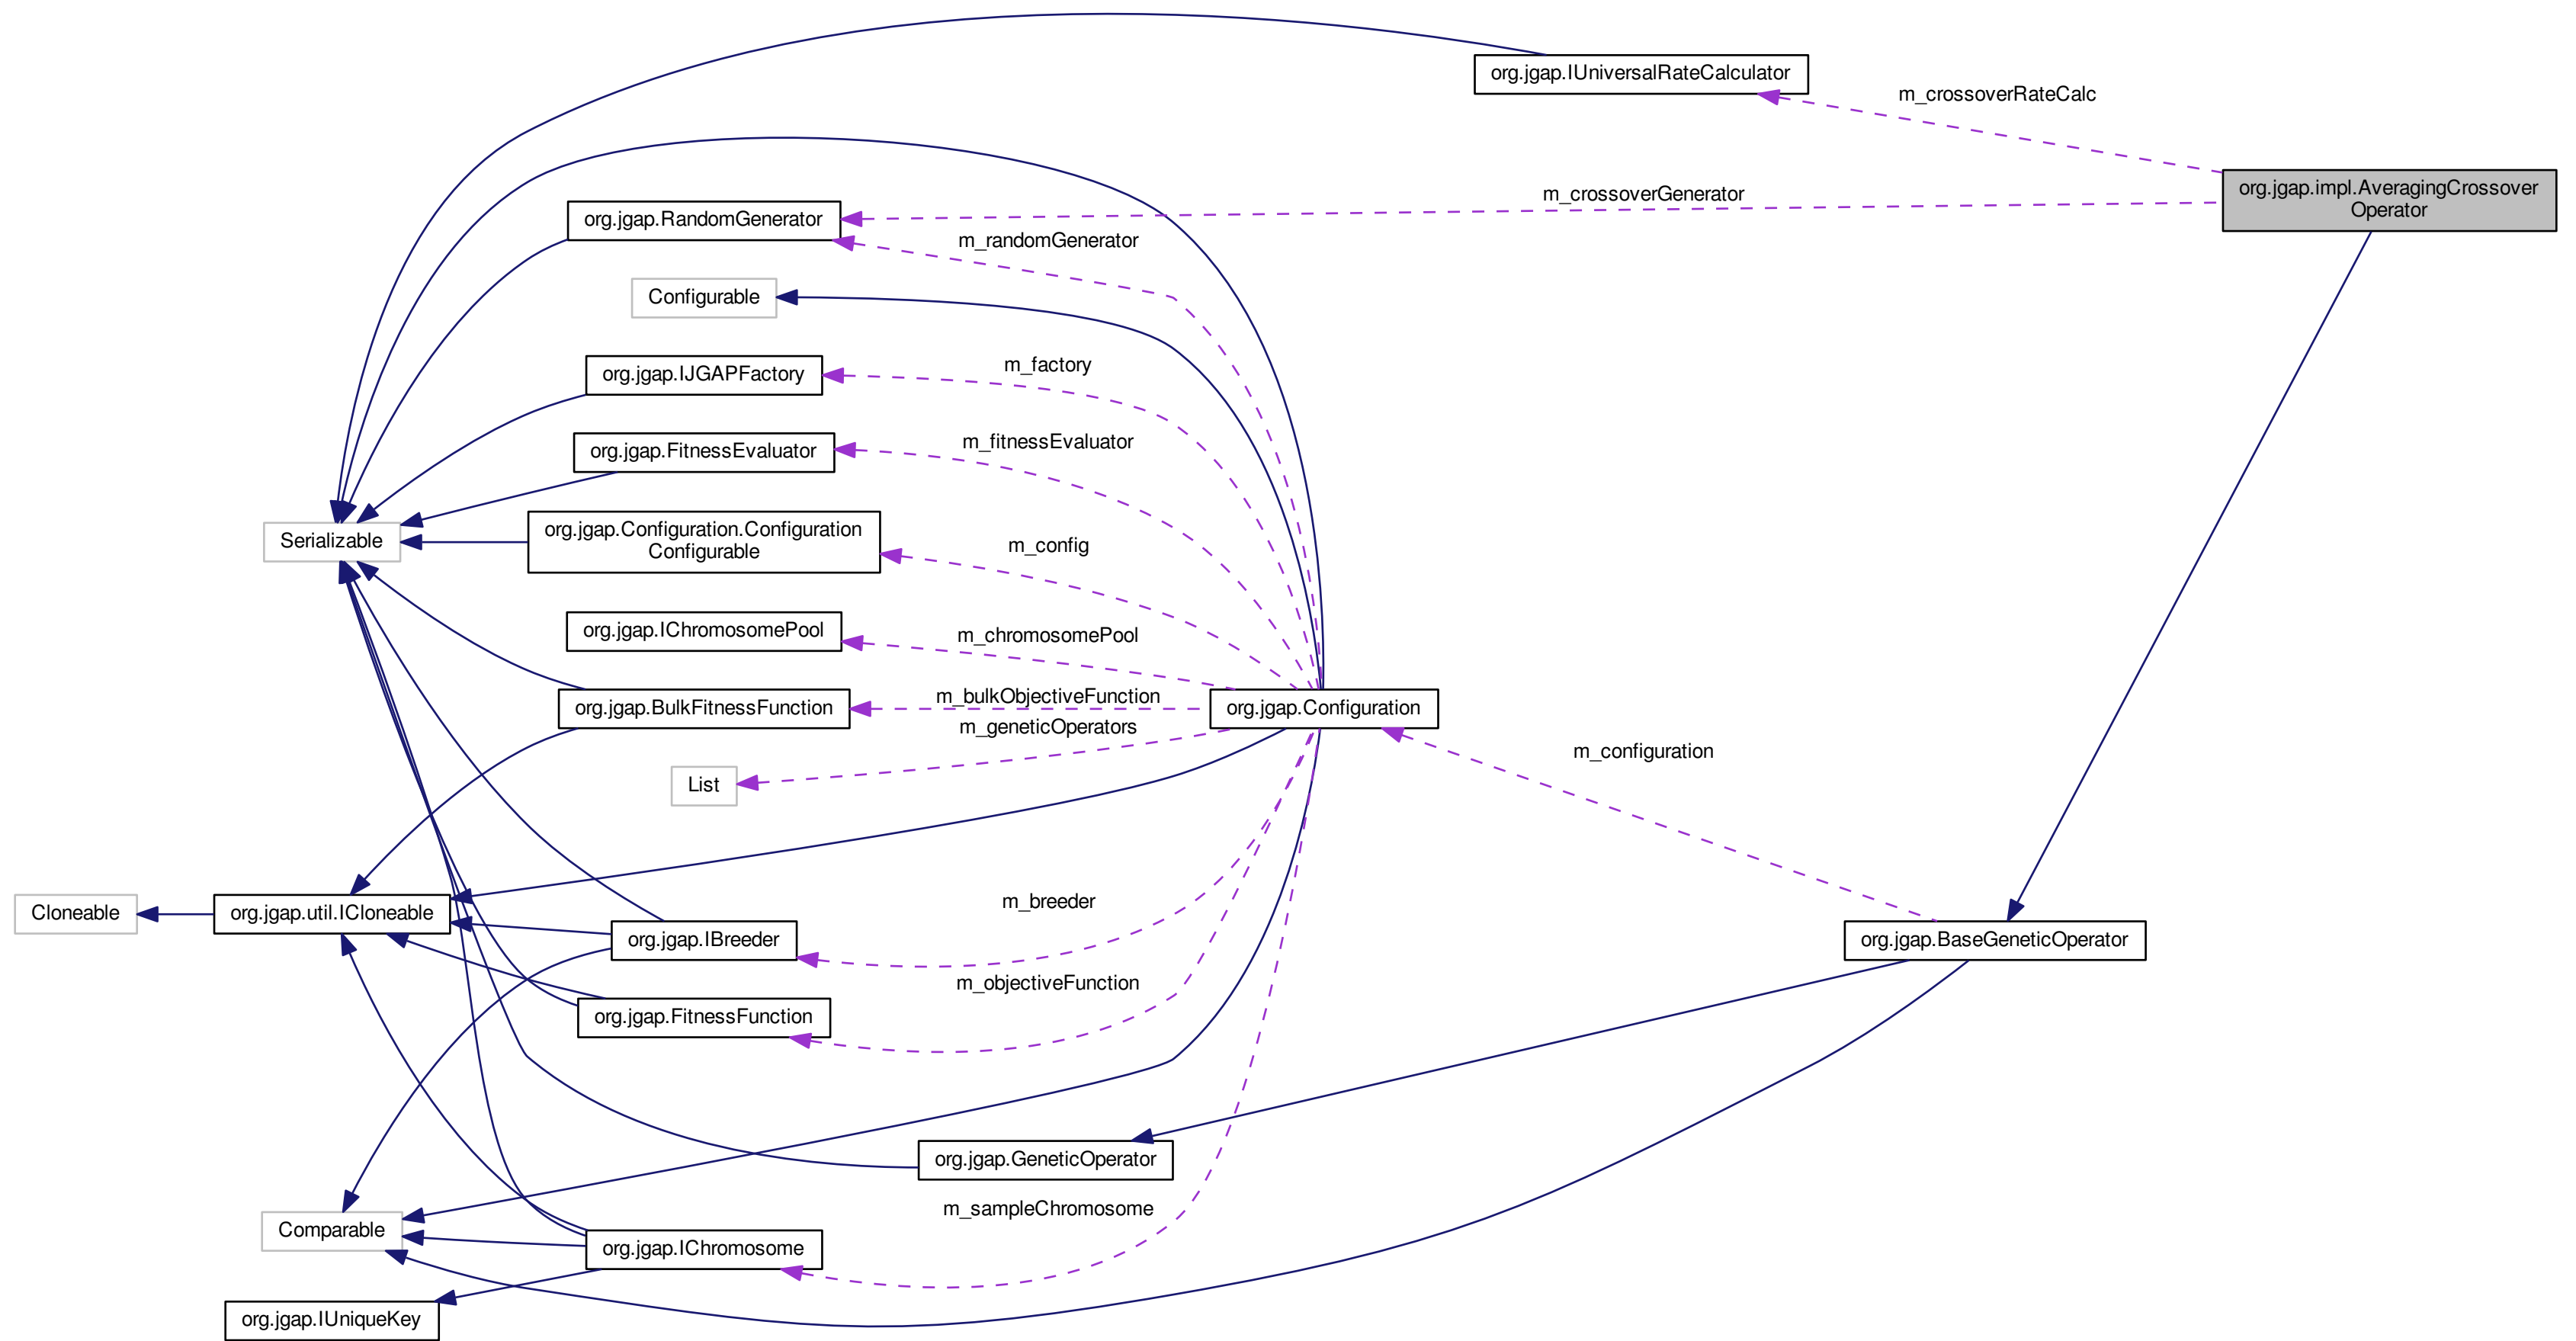 org.jgap.IUniversalRateCalculator
m_crossoverRateCalc
org.jgap.impl.AveragingCrossover
Operator
m_crossoverGenerator
org.jgap.RandomGenerator
m_randomGenerator
Configurable
m_factory
org.jgap.IJGAPFactory
m_fitnessEvaluator
org.jgap.FitnessEvaluator
org.jgap.Configuration.Configuration
Configurable
Serializable
m_config
org.jgap.IChromosomePool
m_chromosomePool
m_bulkObjectiveFunction
org.jgap.BulkFitnessFunction
org.jgap.Configuration
m_geneticOperators
m_configuration
List
m_breeder
Cloneable
org.jgap.util.ICloneable
org.jgap.IBreeder
org.jgap.BaseGeneticOperator
m_objectiveFunction
org.jgap.FitnessFunction
org.jgap.GeneticOperator
m_sampleChromosome
Comparable
org.jgap.IChromosome
org.jgap.IUniqueKey